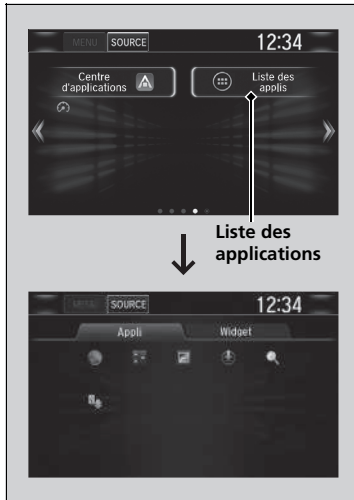 MENU SOURCE 12:34
Centre
d'applications
Liste des
applis
Liste des
applications
MENU SOURCE 12:34
Appli Widget